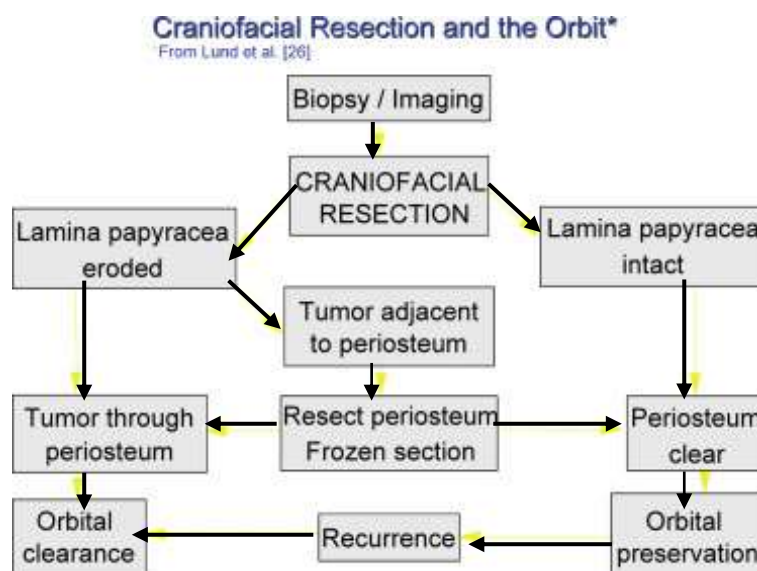 Craniofacial Resection and the Orbit*
From Lund et al. [26]
Biopsy / Imaging
CRANIOFACIAL
RESECTION
Lamina papyracea
eroded
Lamina papyracea
intact
Tumor adjacent
to periosteum
Tumor through
periosteum
Resect periosteum
Frozen section
Periosteum
clear
Orbital
clearance
Recurrence
Orbital
preservation